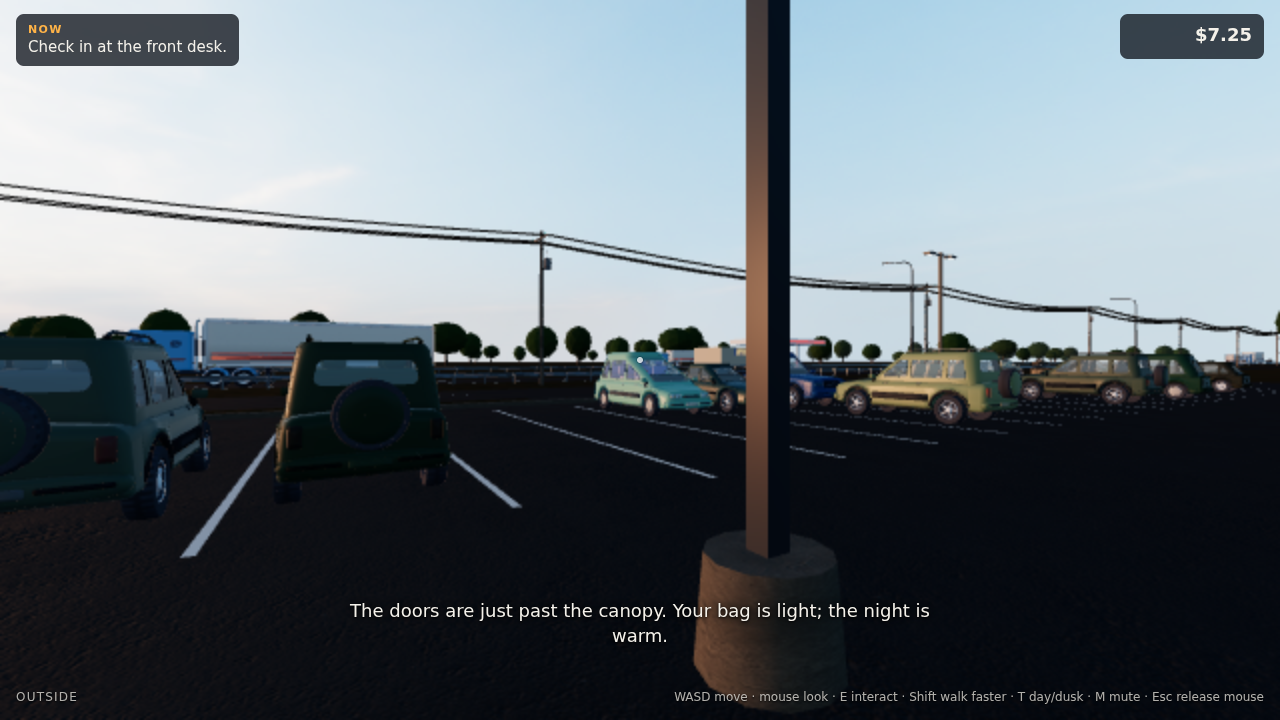 NOW
Check in at the front desk.
$7.25
The doors are just past the canopy. Your bag is light; the night is
warm.
OUTSIDE
WASD move · mouse look · E interact · Shift walk faster · T day/dusk · M mute · Esc release mouse